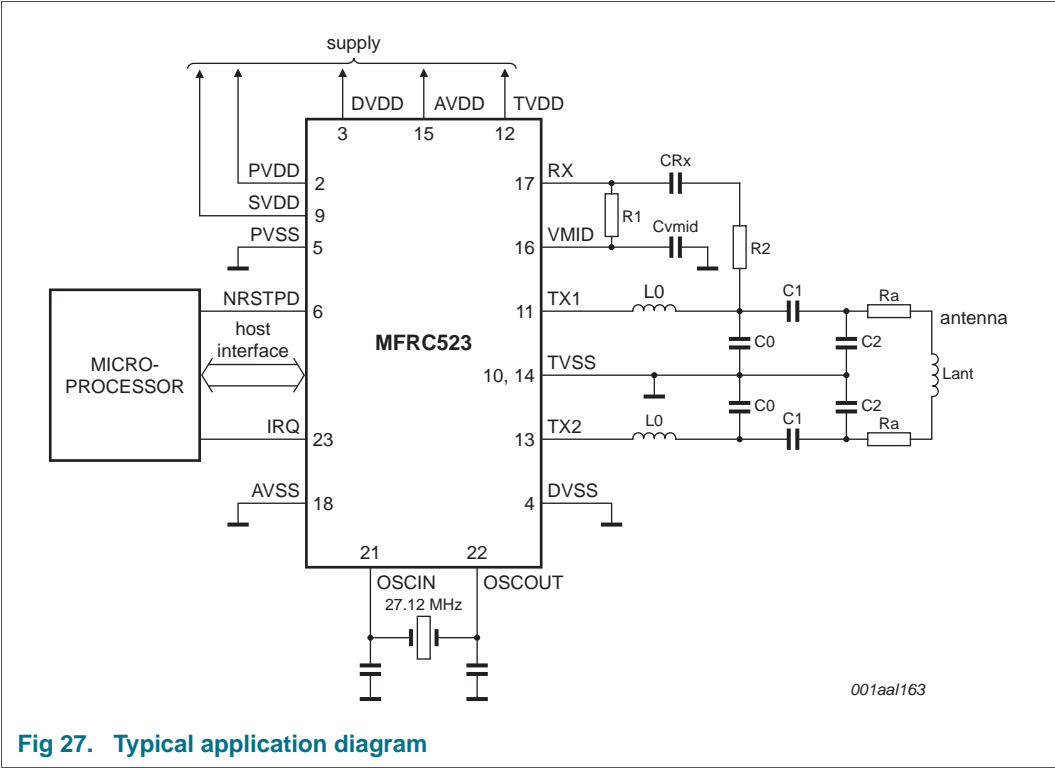 supply
DVDD AVDD TVDD
3 15 12
PVDD
2
SVDD
9
PVSS
5
NRSTPD
6
host
interface
MICRO-
PROCESSOR
IRQ
23
AVSS
18
MFRC523
17 RX
CRx
R1
16 VMID
Cvmid
R2
11 TX1
L0
C1
Ra
antenna
C0
C2
10, 14 TVSS
Lant
C0
C2
13 TX2
L0
C1
Ra
4 DVSS
21 22
OSCIN OSCOUT
27.12 MHz
001aal163
Fig 27. Typical application diagram